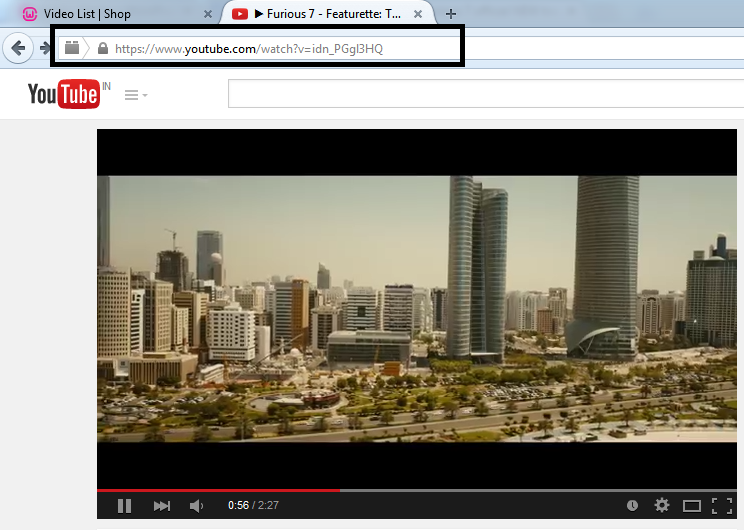 Video List | Shop
▶ Furious 7 - Featurette: T...
https://www.youtube.com/watch?v=idn_PGgl3HQ
YouTube IN
0:56 / 2:27